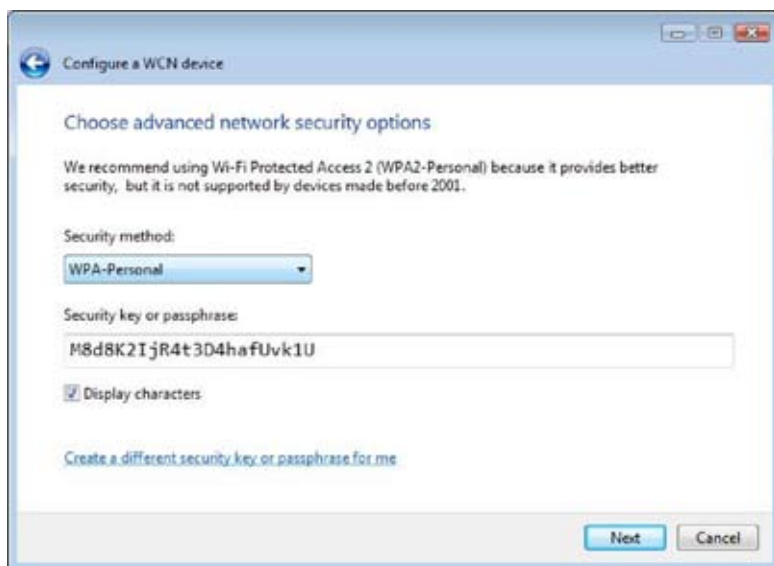 Configure a WCN device
Choose advanced network security options
We recommend using Wi-Fi Protected Access 2 (WPA2-Personal) because it provides better
security, but it is not supported by devices made before 2001.
Security method:
WPA-Personal
Security key or passphrase:
M8d8K2IjR4t3D4hafUvk1U
Display characters
Create a different security key or passphrase for me
Next Cancel